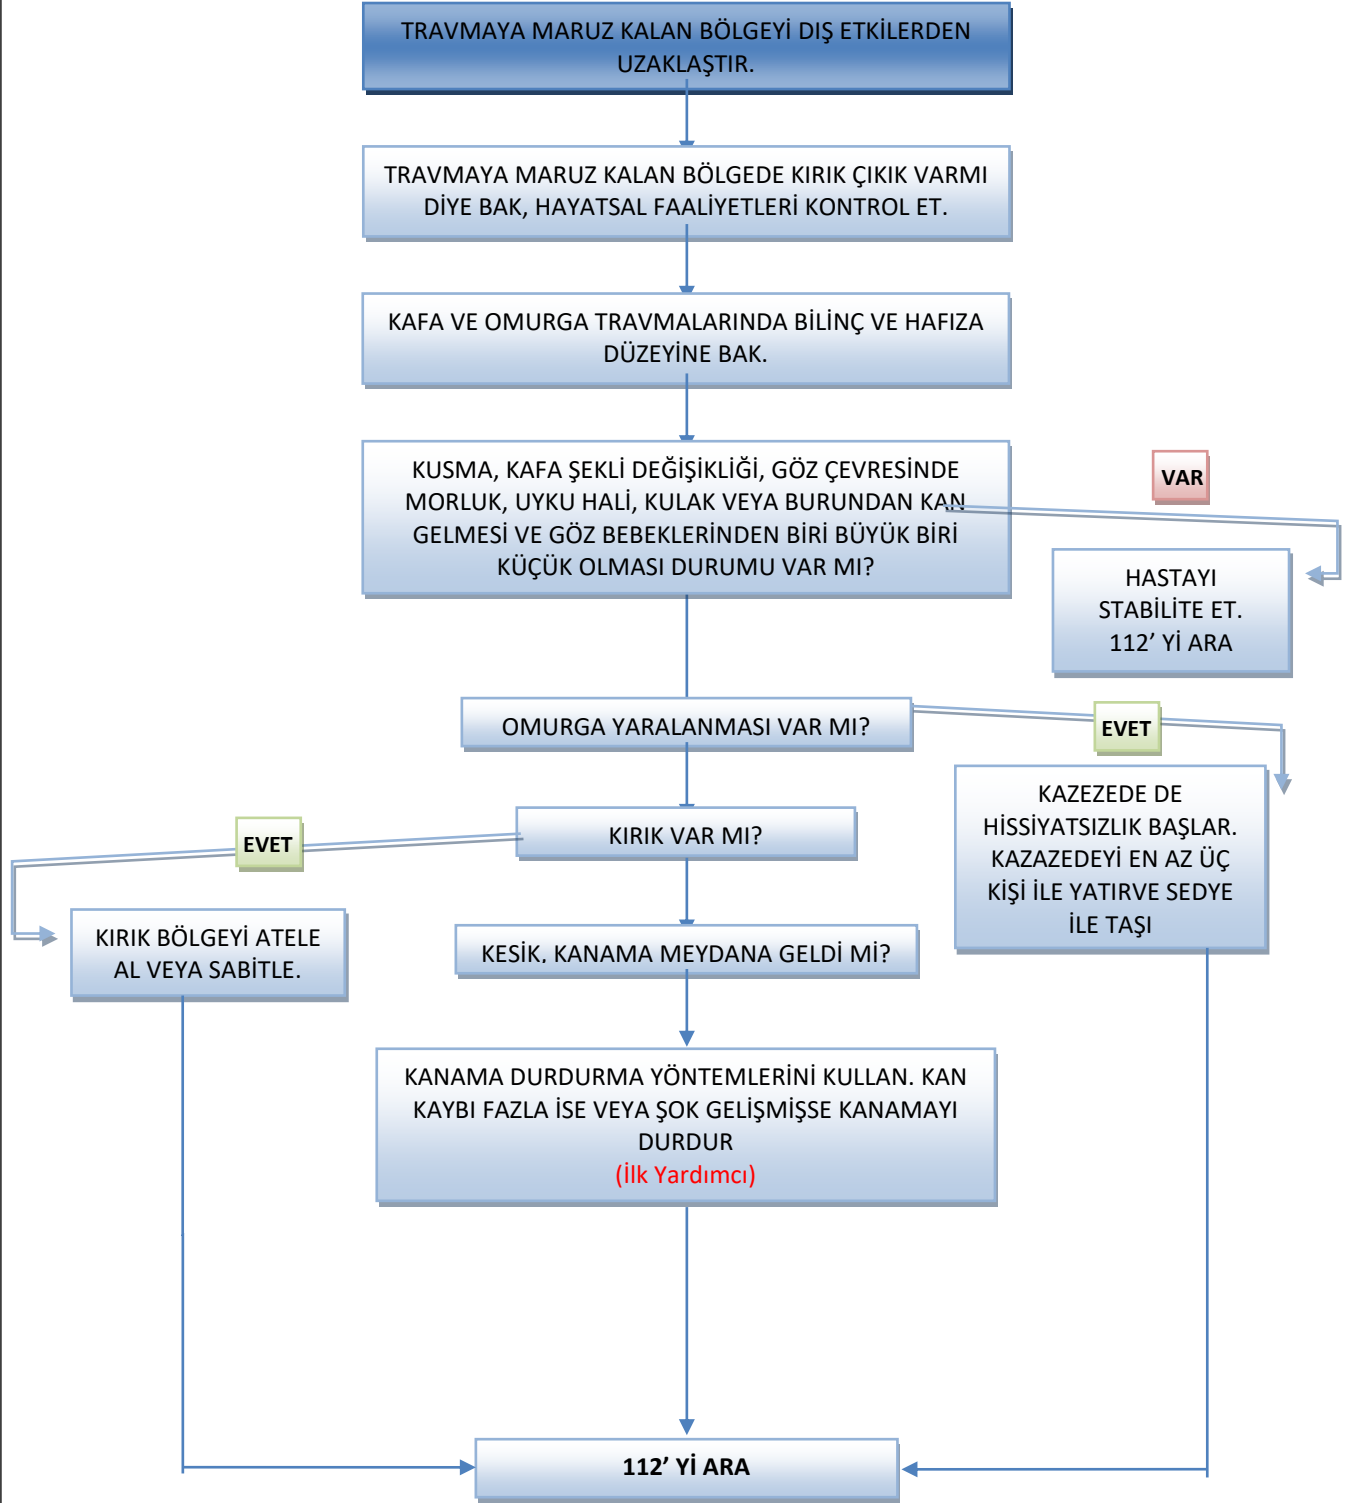 TRAVMAYA MARUZ KALAN BÖLGEYİ DIŞ ETKİLERDEN
UZAKLAŞTIR.
TRAVMAYA MARUZ KALAN BÖLGEDE KIRIK ÇIKIK VARMI
DİYE BAK, HAYATSAL FAALİYETLERİ KONTROL ET.
KAFA VE OMURGA TRAVMALARINDA BİLİNÇ VE HAFIZA
DÜZEYİNE BAK.
KUSMA, KAFA ŞEKLİ DEĞİŞİKLİĞİ, GÖZ ÇEVRESİNDE
MORLUK, UYKU HALİ, KULAK VEYA BURUNDAN KAN
GELMESİ VE GÖZ BEBEKLERİNDEN BİRİ BÜYÜK BİRİ
KÜÇÜK OLMASI DURUMU VAR MI?
VAR
HASTAYI
STABİLİTE ET.
112' Yİ ARA
OMURGA YARALANMASI VAR MI?
EVET
KAZEZEDE DE
HİSSİYATSIZLIK BAŞLAR.
KAZAZEDEYİ EN AZ ÜÇ
KİŞİ İLE YATIRVE SEDYE
İLE TAŞI
KIRIK VAR MI?
EVET
KIRIK BÖLGEYİ ATELE
AL VEYA SABİTLE.
KESİK, KANAMA MEYDANA GELDİ Mİ?
KANAMA DURDURMA YÖNTEMLERİNİ KULLAN. KAN
KAYBI FAZLA İSE VEYA ŞOK GELİŞMİŞSE KANAMAYI
DURDUR
(İlk Yardımcı)
112' Yİ ARA